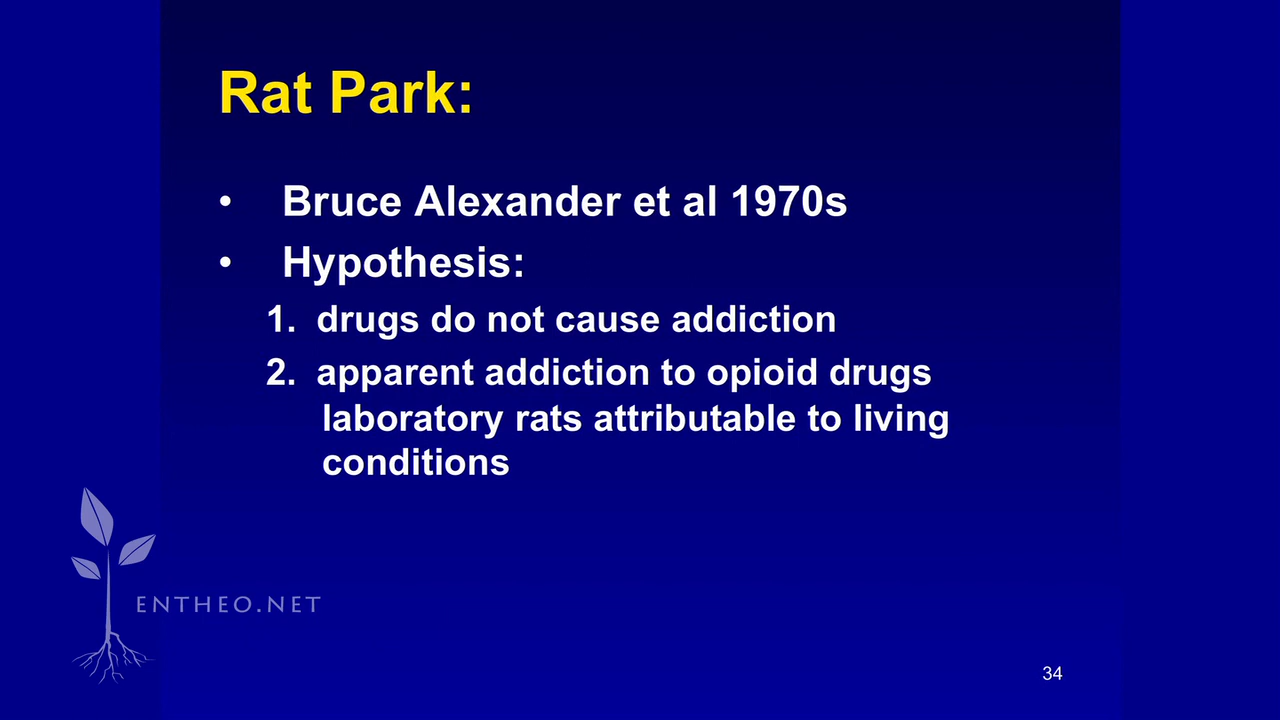 Rat Park:
• Bruce Alexander et al 1970s
• Hypothesis:
1. drugs do not cause addiction
2. apparent addiction to opioid drugs
laboratory rats attributable to living
conditions
ENTHEO.NET
34